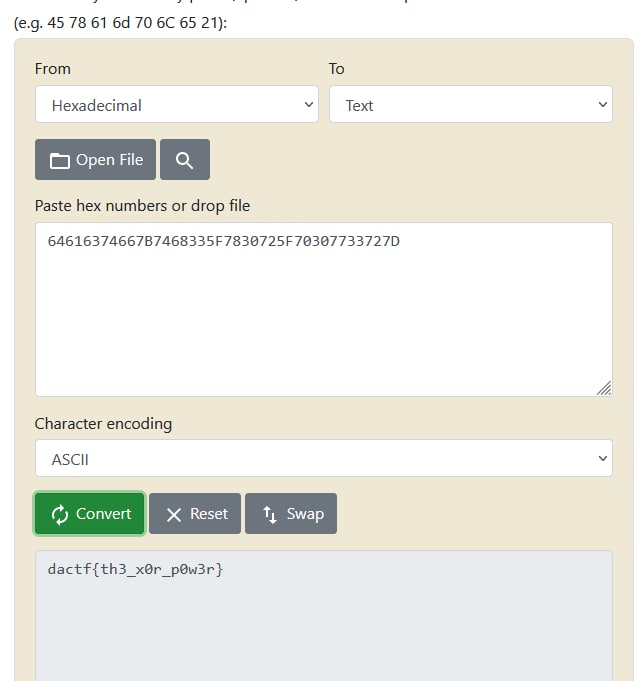 (e.g. 45 78 61 6d 70 6C 65 21):
From To
Hexadecimal Text
Open File
Paste hex numbers or drop file
64616374667B7468335F7830725F70307733727D
Character encoding
ASCII
Convert Reset Swap
dactf{th3_x0r_p0w3r}